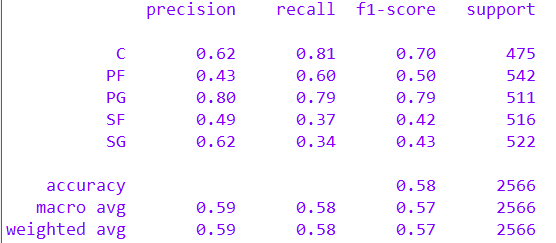 precision recall f1-score support
C 0.62 0.81 0.70 475
PF 0.43 0.60 0.50 542
PG 0.80 0.79 0.79 511
SF 0.49 0.37 0.42 516
SG 0.62 0.34 0.43 522
accuracy 0.58 2566
macro avg 0.59 0.58 0.57 2566
weighted avg 0.59 0.58 0.57 2566